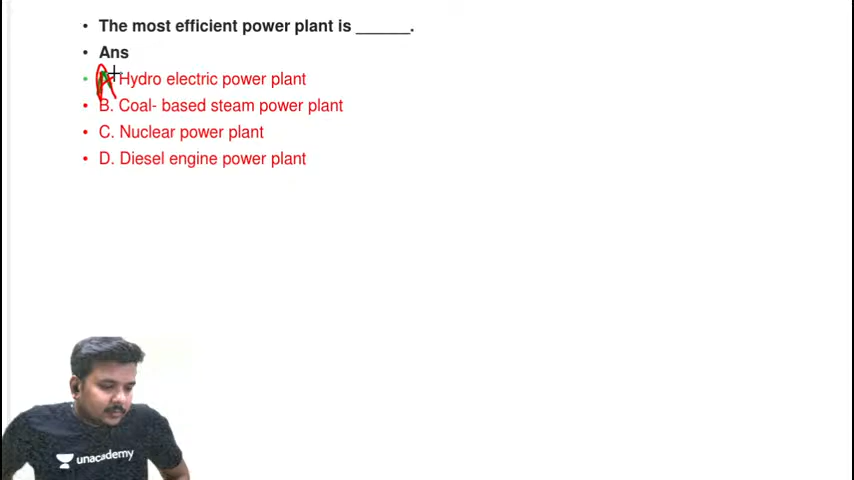 • The most efficient power plant is ______.
• Ans
• A Hydro electric power plant
• B. Coal- based steam power plant
• C. Nuclear power plant
• D. Diesel engine power plant
unacademy